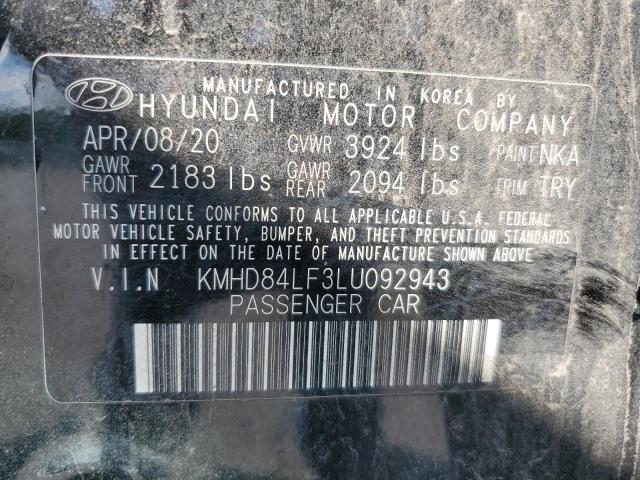 MANUFACTURED IN KOREA BY
HYUNDAI MOTOR COMPANY
APR/08/20 GVWR 3924 lbs PAINT NKA
GAWR FRONT 2183 lbs GAWR REAR 2094 lbs TRIM TRY
THIS VEHICLE CONFORMS TO ALL APPLICABLE U.S.A. FEDERAL
MOTOR VEHICLE SAFETY, BUMPER, AND THEFT PREVENTION STANDARDS
IN EFFECT ON THE DATE OF MANUFACTURE SHOWN ABOVE.
V.I.N KMHD84LF3LU092943
PASSENGER CAR